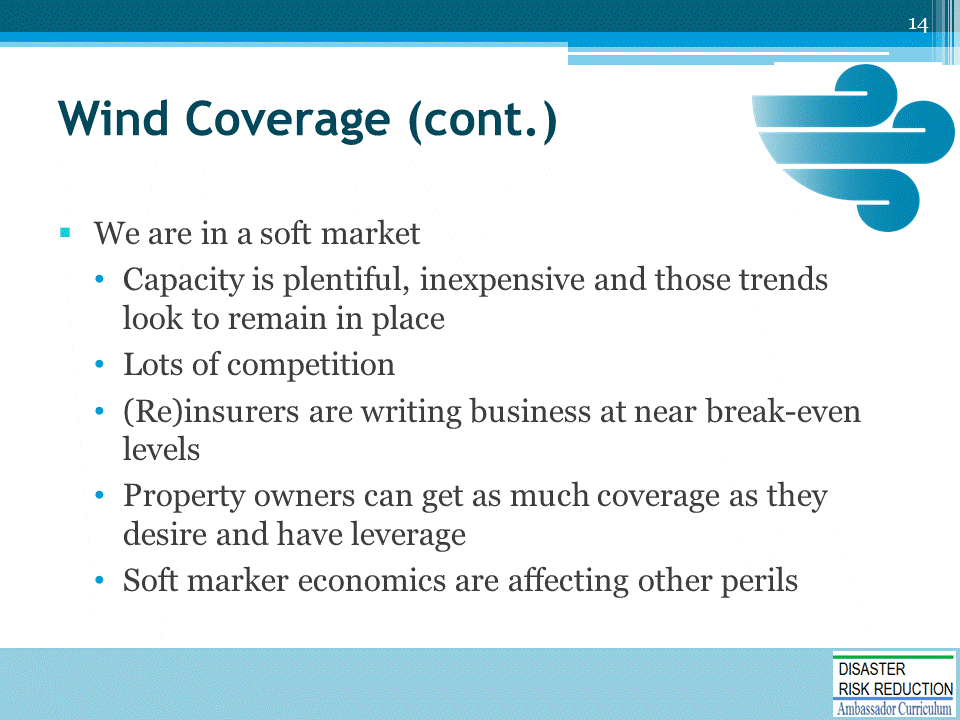 14
Wind Coverage (cont.)
We are in a soft market
Capacity is plentiful, inexpensive and those trends
look to remain in place
Lots of competition
(Re)insurers are writing business at near break-even
levels
Property owners can get as much coverage as they
desire and have leverage
Soft marker economics are affecting other perils
DISASTER
RISK REDUCTION
Ambassador Curriculum